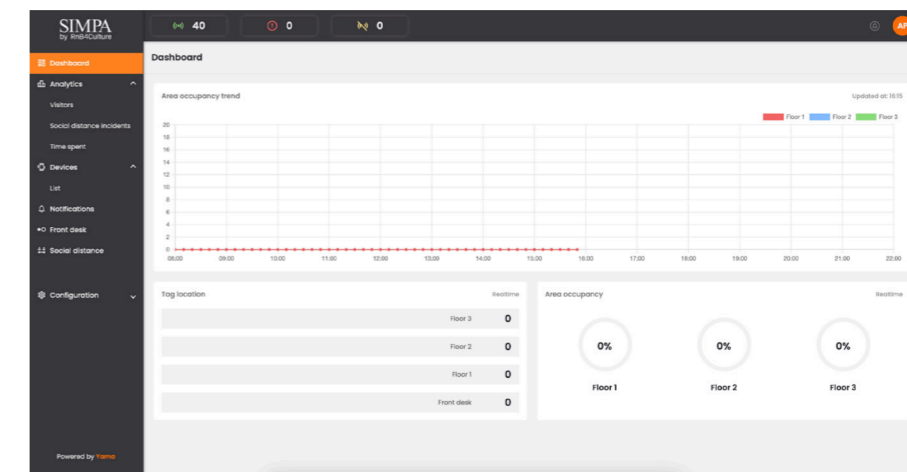 SIMPA
by RnB4Culture
40
0
0
AP
Dashboard
Analytics
Visitors
Social distance incidents
Time spent
Devices
List
Notifications
Front desk
Social distance
Configuration
Powered by Yamo
Dashboard
Area occupancy trend
Updated at:
Floor 1 Floor 2 Floor 3
20
18
16
14
12
10
8
6
4
2
0
08:00 09:00 10:00 11:00 12:00 13:00 14:00 15:00 16:00 17:00 18:00 19:00 20:00 21:00 22:00
Tag location Realtime
Floor 3 0
Floor 2 0
Floor 1 0
Front desk 0
Area occupancy Realtime
0% 0% 0%
Floor 1 Floor 2 Floor 3